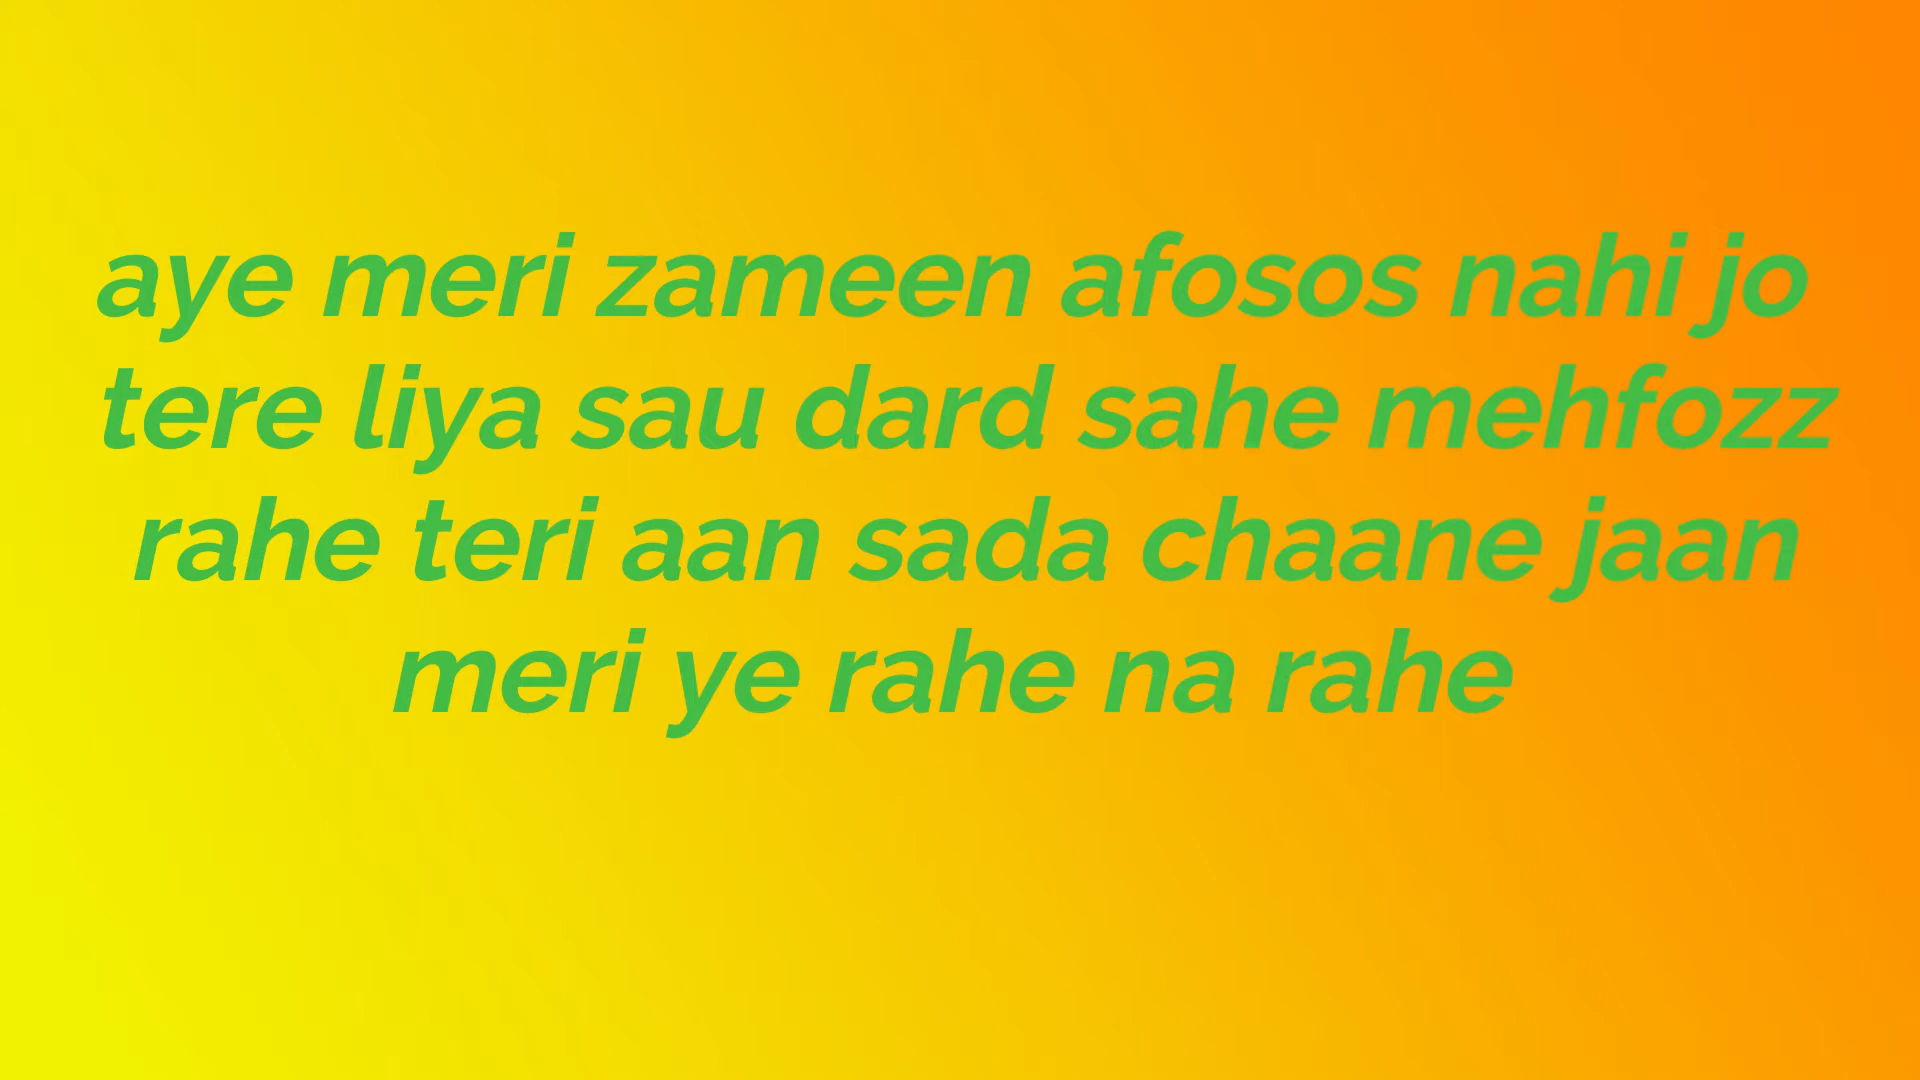 aye meri zameen afosos nahi jo
tere liya sau dard sahe mehfozz
rahe teri aan sada chaane jaan
meri ye rahe na rahe